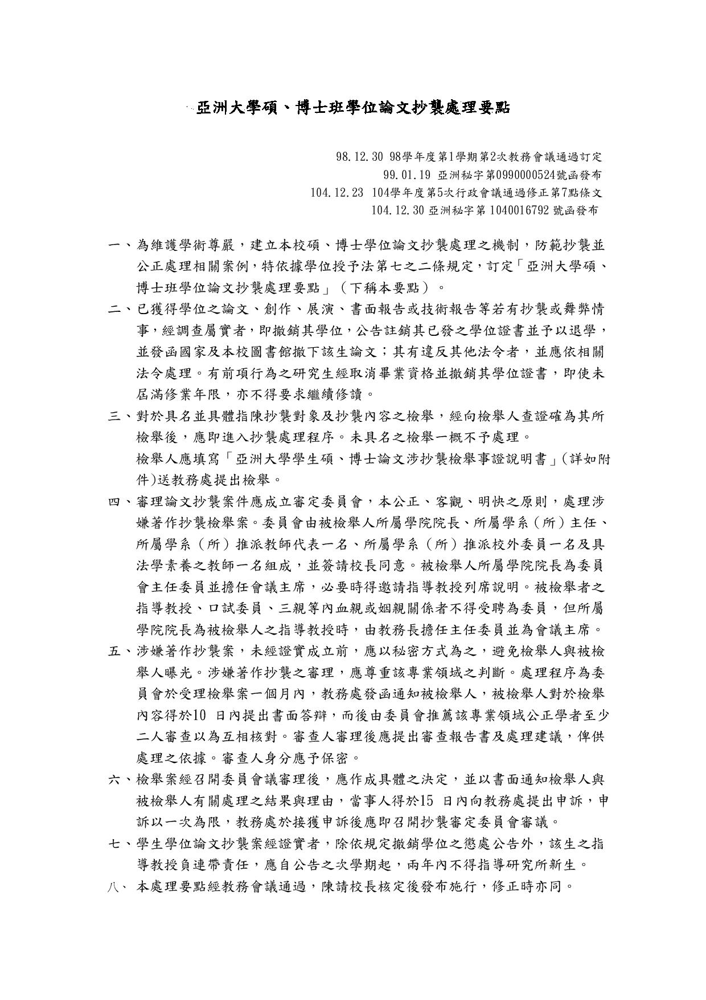 亞洲大學碩、博士班學位論文抄襲處理要點
98.12.30 98學年度第1學期第2次教務會議通過訂定
99.01.19 亞洲秘字第0990000524號函發布
104.12.23 104學年度第5次行政會議通過修正第7點條文
104.12.30 亞洲秘字第 1040016792 號函發布
一、為維護學術尊嚴，建立本校碩、博士學位論文抄襲處理之機制，防範抄襲並
公正處理相關案例，特依據學位授予法第七之二條規定，訂定「亞洲大學碩、
博士班學位論文抄襲處理要點」（下稱本要點）。
二、已獲得學位之論文、創作、展演、書面報告或技術報告等若有抄襲或舞弊情
事，經調查屬實者，即撤銷其學位，公告註銷其已發之學位證書並予以退學，
並發函國家及本校圖書館撤下該生論文；其有違反其他法令者，並應依相關
法令處理。有前項行為之研究生經取消畢業資格並撤銷其學位證書，即使未
屆滿修業年限，亦不得要求繼續修讀。
三、對於具名並具體指陳抄襲對象及抄襲內容之檢舉，經向檢舉人查證確為其所
檢舉後，應即進入抄襲處理程序。未具名之檢舉一概不予處理。
檢舉人應填寫「亞洲大學學生碩、博士論文涉抄襲檢舉事證說明書」(詳如附
件)送教務處提出檢舉。
四、審理論文抄襲案件應成立審定委員會，本公正、客觀、明快之原則，處理涉
嫌著作抄襲檢舉案。委員會由被檢舉人所屬學院院長、所屬學系（所）主任、
所屬學系（所）推派教師代表一名、所屬學系（所）推派校外委員一名及具
法學素養之教師一名組成，並簽請校長同意。被檢舉人所屬學院院長為委員
會主任委員並擔任會議主席，必要時得邀請指導教授列席說明。被檢舉者之
指導教授、口試委員、三親等內血親或姻親關係者不得受聘為委員，但所屬
學院院長為被檢舉人之指導教授時，由教務長擔任主任委員並為會議主席。
五、涉嫌著作抄襲案，未經證實成立前，應以秘密方式為之，避免檢舉人與被檢
舉人曝光。涉嫌著作抄襲之審理，應尊重該專業領域之判斷。處理程序為委
員會於受理檢舉案一個月內，教務處發函通知被檢舉人，被檢舉人對於檢舉
內容得於10 日內提出書面答辯，而後由委員會推薦該專業領域公正學者至少
二人審查以為互相核對。審查人審理後應提出審查報告書及處理建議，俾供
處理之依據。審查人身分應予保密。
六、檢舉案經召開委員會議審理後，應作成具體之決定，並以書面通知檢舉人與
被檢舉人有關處理之結果與理由，當事人得於15 日內向教務處提出申訴，申
訴以一次為限，教務處於接獲申訴後應即召開抄襲審定委員會審議。
七、學生學位論文抄襲案經證實者，除依規定撤銷學位之懲處公告外，該生之指
導教授負連帶責任，應自公告之次學期起，兩年內不得指導研究所新生。
八、 本處理要點經教務會議通過，陳請校長核定後發布施行，修正時亦同。